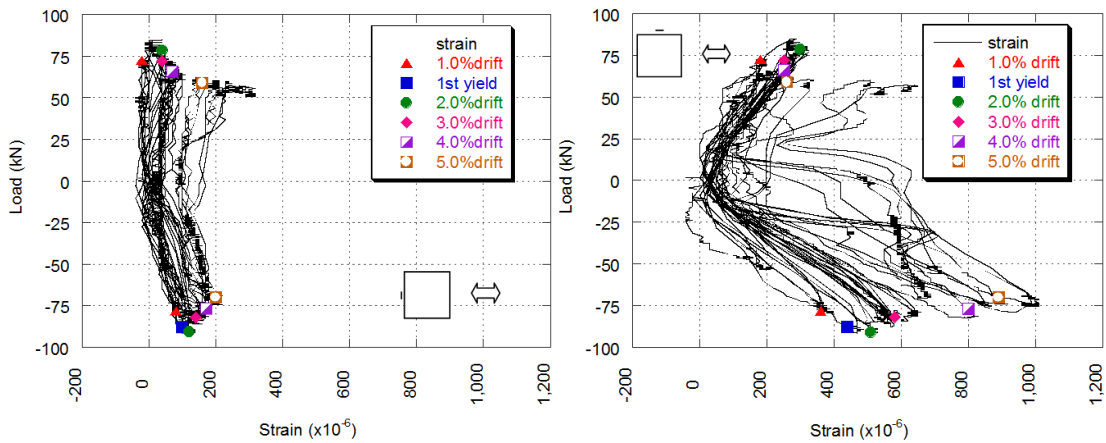 100
75
50
25
0
-25
-50
-75
-100
Load (kN)
-200
0
200
400
600
800
1,000
1,200
Strain (x10-6)
strain
1.0%drift
1st yield
2.0%drift
3.0%drift
4.0%drift
5.0%drift
100
75
50
25
0
-25
-50
-75
-100
Load (kN)
-200
0
200
400
600
800
1,000
1,200
Strain (x10-6)
strain
1.0% drift
1st yield
2.0% drift
3.0% drift
4.0% drift
5.0% drift